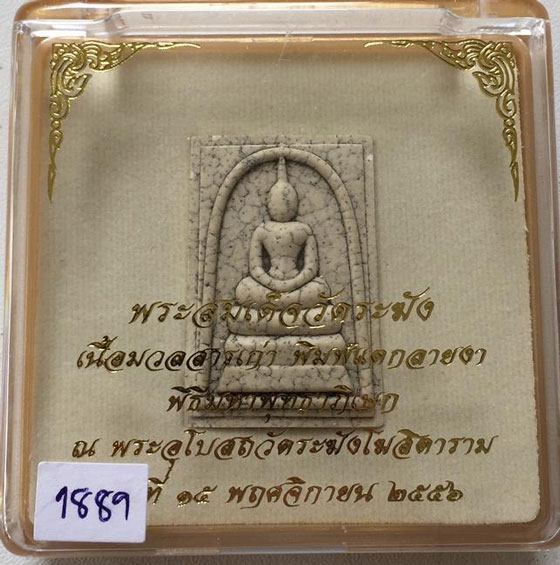 พระสมเด็จวัดระฆัง
เนื้อมวลสารเก่า พิมพ์แตกลายงา
พิธีมหาพุทธาภิเษก
ณ พระอุโบสถวัดระฆังโฆสิตาราม
ที่ ๑๕ พฤศจิกายน ๒๕๕๖
1889